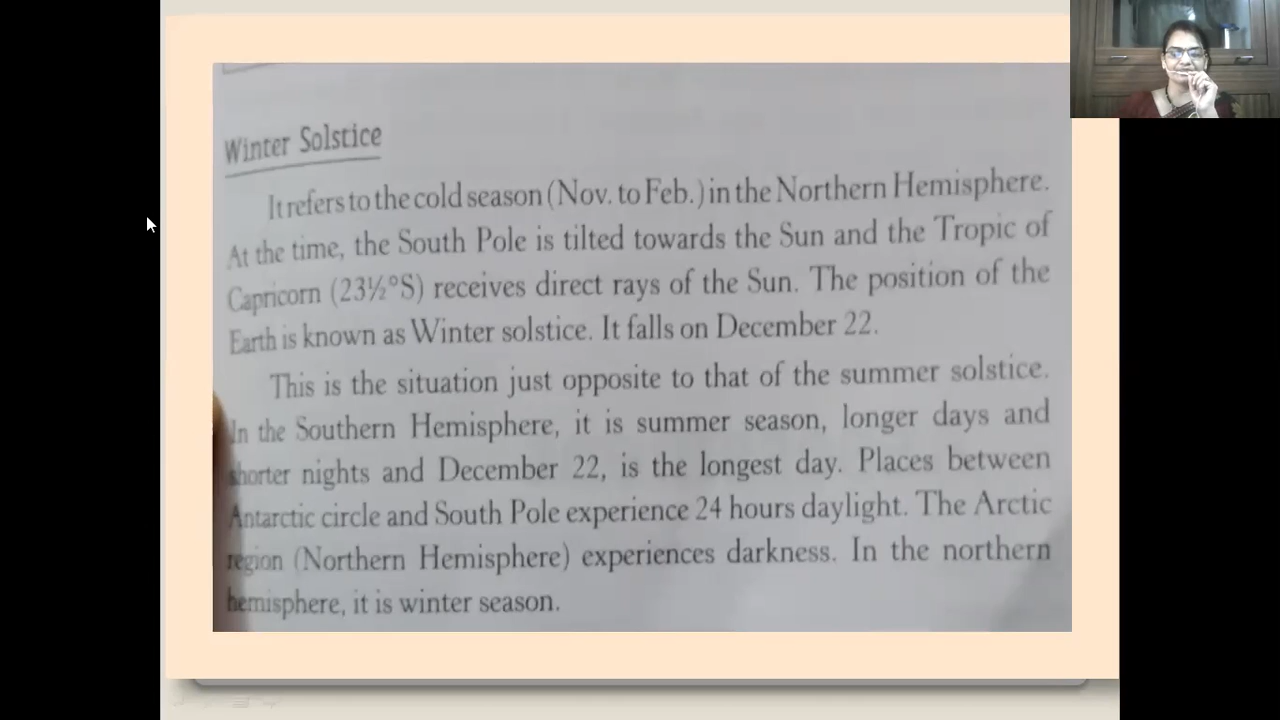 Winter Solstice
It refers to the cold season (Nov. to Feb.) in the Northern Hemisphere.
At the time, the South Pole is tilted towards the Sun and the Tropic of
Capricorn (23½°S) receives direct rays of the Sun. The position of the
Earth is known as Winter solstice. It falls on December 22.
This is the situation just opposite to that of the summer solstice.
In the Southern Hemisphere, it is summer season, longer days and
shorter nights and December 22, is the longest day. Places between
Antarctic circle and South Pole experience 24 hours daylight. The Arctic
region (Northern Hemisphere) experiences darkness. In the northern
hemisphere, it is winter season.